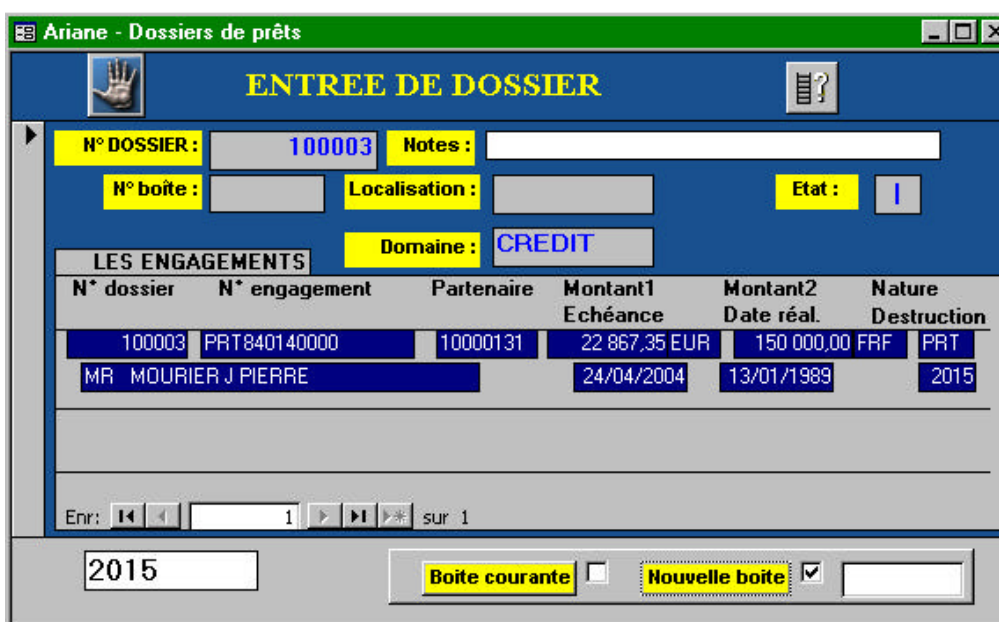 Ariane - Dossiers de prêts
ENTREE DE DOSSIER
N° DOSSIER : 100003 Notes :
N° boîte : Localisation : Etat : I
Domaine : CREDIT
LES ENGAGEMENTS
N° dossier N° engagement Partenaire Montant1 Montant2 Nature
Echéance Date réal. Destruction
100003 PRT840140000 10000131 22 867,35 EUR 150 000,00 FRF PRT
MR MOURIER J PIERRE 24/04/2004 13/01/1989 2015
Enr: 1 sur 1
2015 Boite courante Nouvelle boite